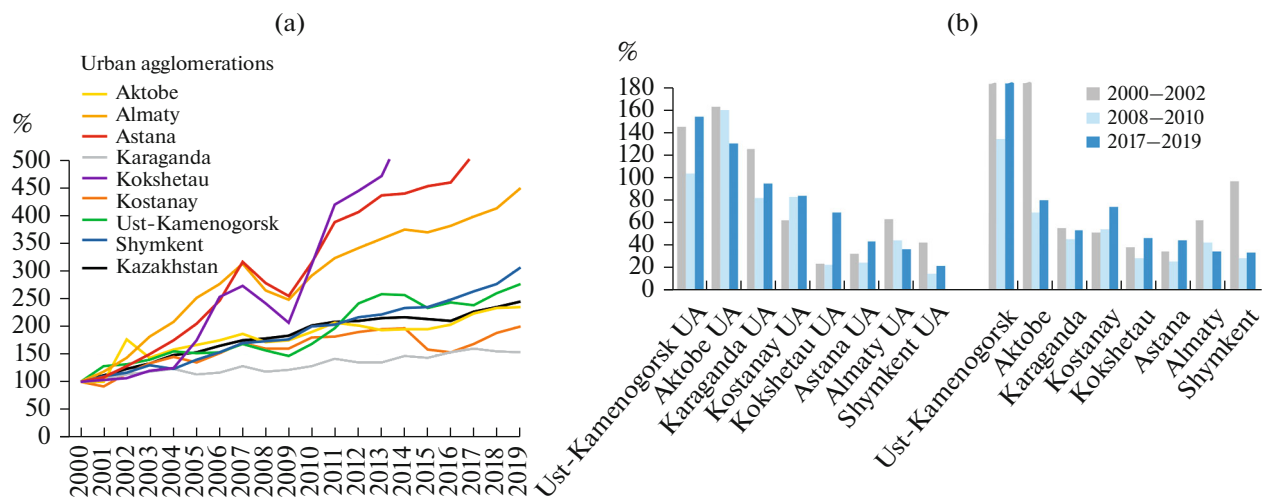 (a)
Urban agglomerations
Aktobe
Almaty
Astana
Karaganda
Kokshetau
Kostanay
Ust-Kamenogorsk
Shymkent
Kazakhstan
%
500
450
400
350
300
250
200
150
100
50
0
2000
2001
2002
2003
2004
2005
2006
2007
2008
2009
2010
2011
2012
2013
2014
2015
2016
2017
2018
2019
(b)
%
180
160
140
120
100
80
60
40
20
0
2000–2002
2008–2010
2017–2019
Ust-Kamenogorsk UA
Aktobe UA
Karaganda UA
Kostanay UA
Kokshetau UA
Astana UA
Almaty UA
Shymkent UA
Ust-Kamenogorsk
Aktobe
Karaganda
Kostanay
Kokshetau
Astana
Almaty
Shymkent